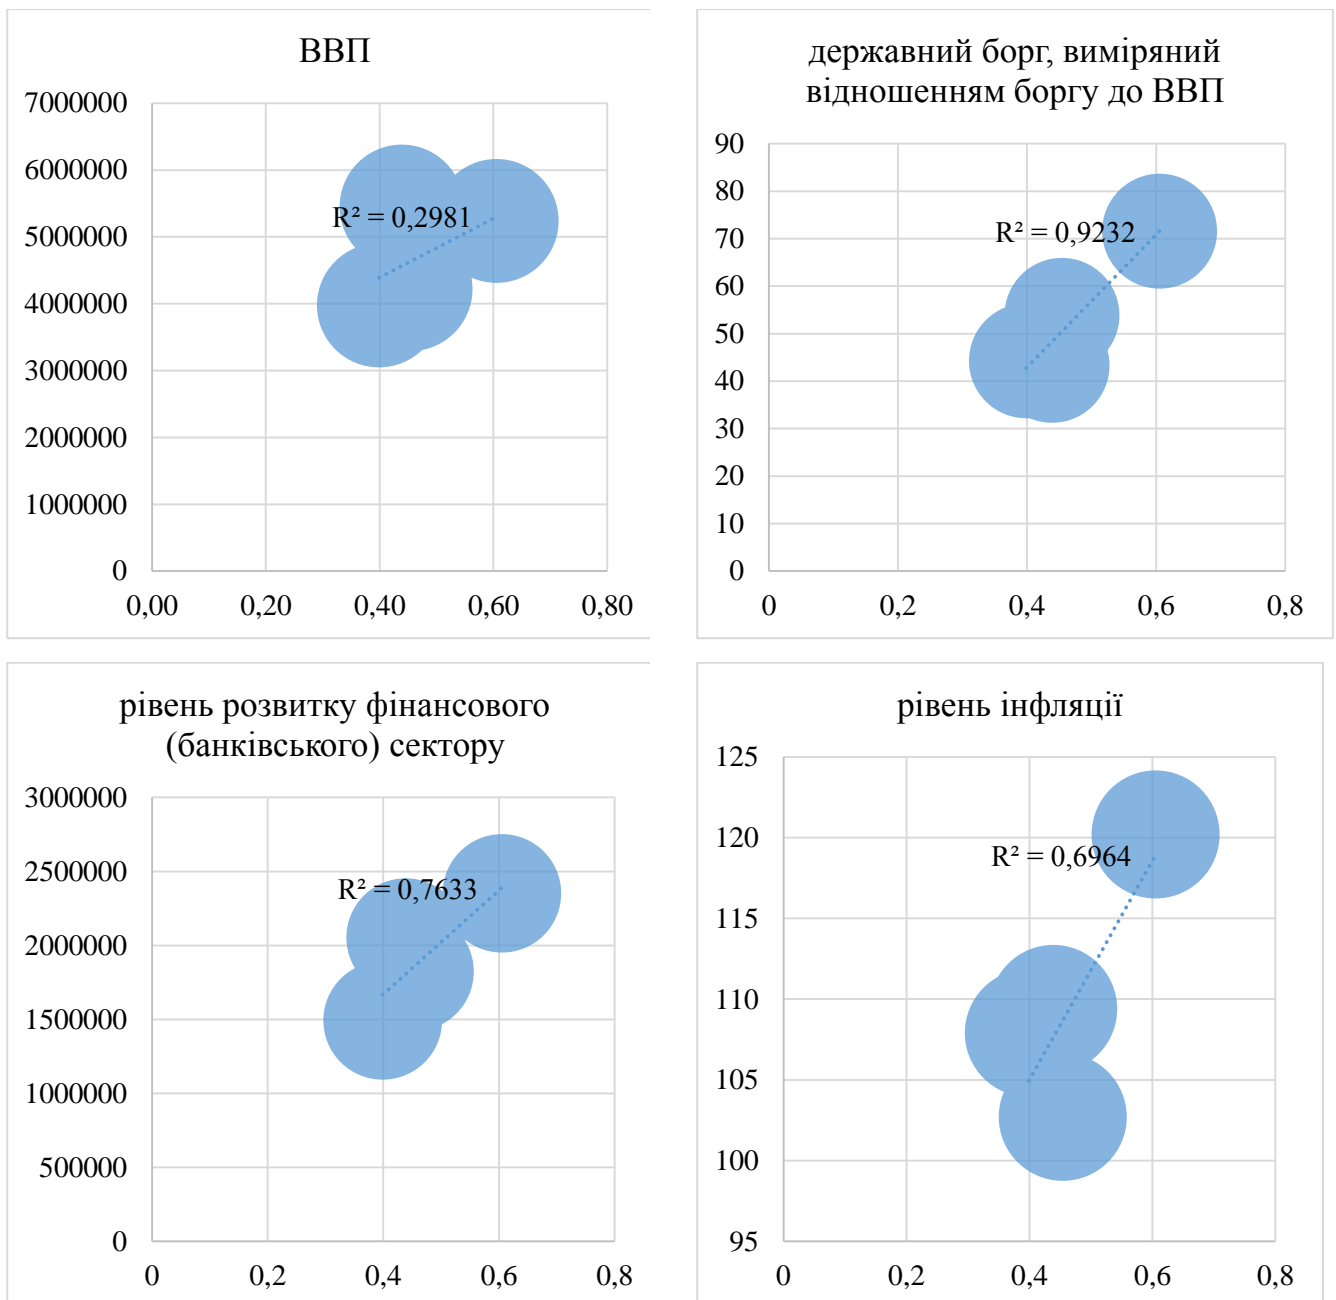 ВВП
7000000
6000000
5000000
4000000
3000000
2000000
1000000
0
R² = 0,2981
0,00 0,20 0,40 0,60 0,80
державний борг, виміряний
відношенням боргу до ВВП
90
80
70
60
50
40
30
20
10
0
R² = 0,9232
0 0,2 0,4 0,6 0,8
рівень розвитку фінансового
(банківського) сектору
3000000
2500000
2000000
1500000
1000000
500000
0
R² = 0,7633
0 0,2 0,4 0,6 0,8
рівень інфляції
125
120
115
110
105
100
95
R² = 0,6964
0 0,2 0,4 0,6 0,8